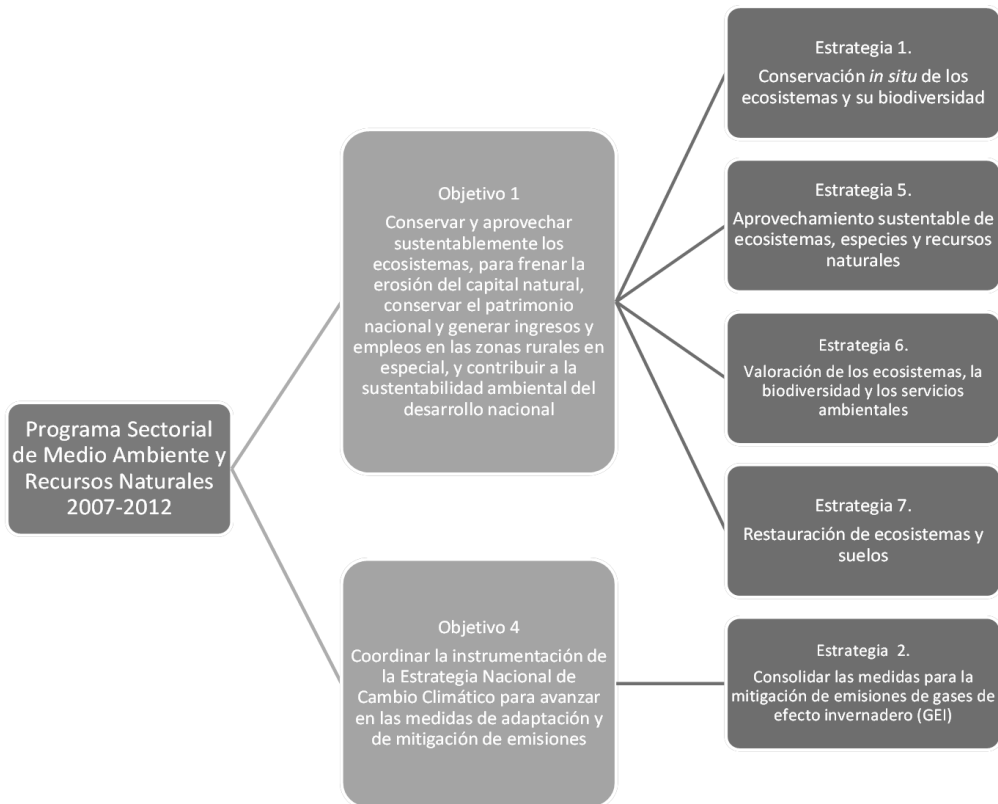 Programa Sectorial
de Medio Ambiente y
Recursos Naturales
2007-2012
Objetivo 1
Conservar y aprovechar
sustentablemente los
ecosistemas, para frenar la
erosión del capital natural,
conservar el patrimonio
nacional y generar ingresos y
empleos en las zonas rurales en
especial, y contribuir a la
sustentabilidad ambiental del
desarrollo nacional
Estrategia 1.
Conservación in situ de los
ecosistemas y su biodiversidad
Estrategia 5.
Aprovechamiento sustentable de
ecosistemas, especies y recursos
naturales
Estrategia 6.
Valoración de los ecosistemas, la
biodiversidad y los servicios
ambientales
Estrategia 7.
Restauración de ecosistemas y
suelos
Objetivo 4
Coordinar la instrumentación de
la Estrategia Nacional de
Cambio Climático para avanzar
en las medidas de adaptación y
de mitigación de emisiones
Estrategia 2.
Consolidar las medidas para la
mitigación de emisiones de gases de
efecto invernadero (GEI)